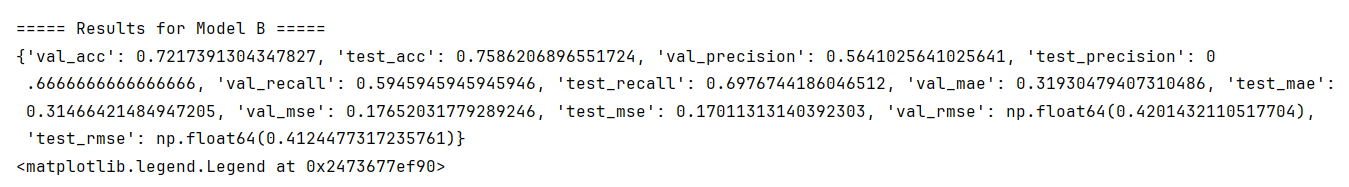 ===== Results for Model B =====
{'val_acc': 0.7217391304347827, 'test_acc': 0.7586206896551724, 'val_precision': 0.5641025641025641, 'test_precision': 0
.6666666666666666, 'val_recall': 0.5945945945945946, 'test_recall': 0.6976744186046512, 'val_mae': 0.31930479407310486, 'test_mae':
0.31466421484947205, 'val_mse': 0.17652031779289246, 'test_mse': 0.17011313140392303, 'val_rmse': np.float64(0.4201432110517704),
'test_rmse': np.float64(0.4124477317235761)}
<matplotlib.legend.Legend at 0x2473677ef90>